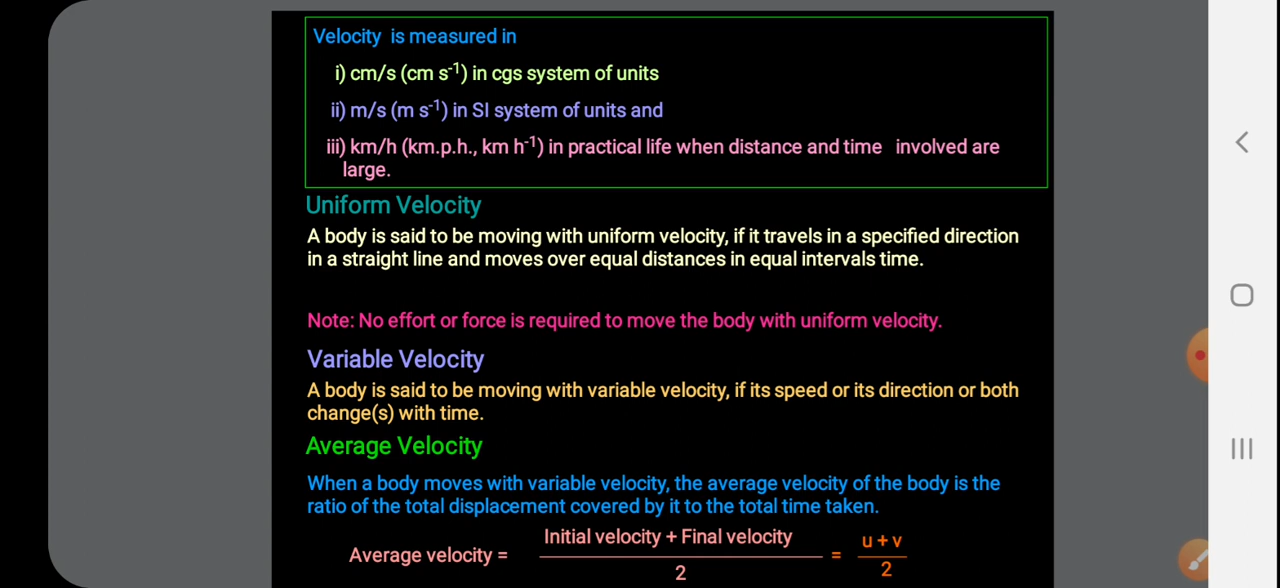 Velocity is measured in
i) cm/s (cm s⁻¹) in cgs system of units
ii) m/s (m s⁻¹) in SI system of units and
iii) km/h (km.p.h., km h⁻¹) in practical life when distance and time involved are
large.
Uniform Velocity
A body is said to be moving with uniform velocity, if it travels in a specified direction
in a straight line and moves over equal distances in equal intervals time.
Note: No effort or force is required to move the body with uniform velocity.
Variable Velocity
A body is said to be moving with variable velocity, if its speed or its direction or both
change(s) with time.
Average Velocity
When a body moves with variable velocity, the average velocity of the body is the
ratio of the total displacement covered by it to the total time taken.
Initial velocity + Final velocity u + v
Average velocity = =
2 2